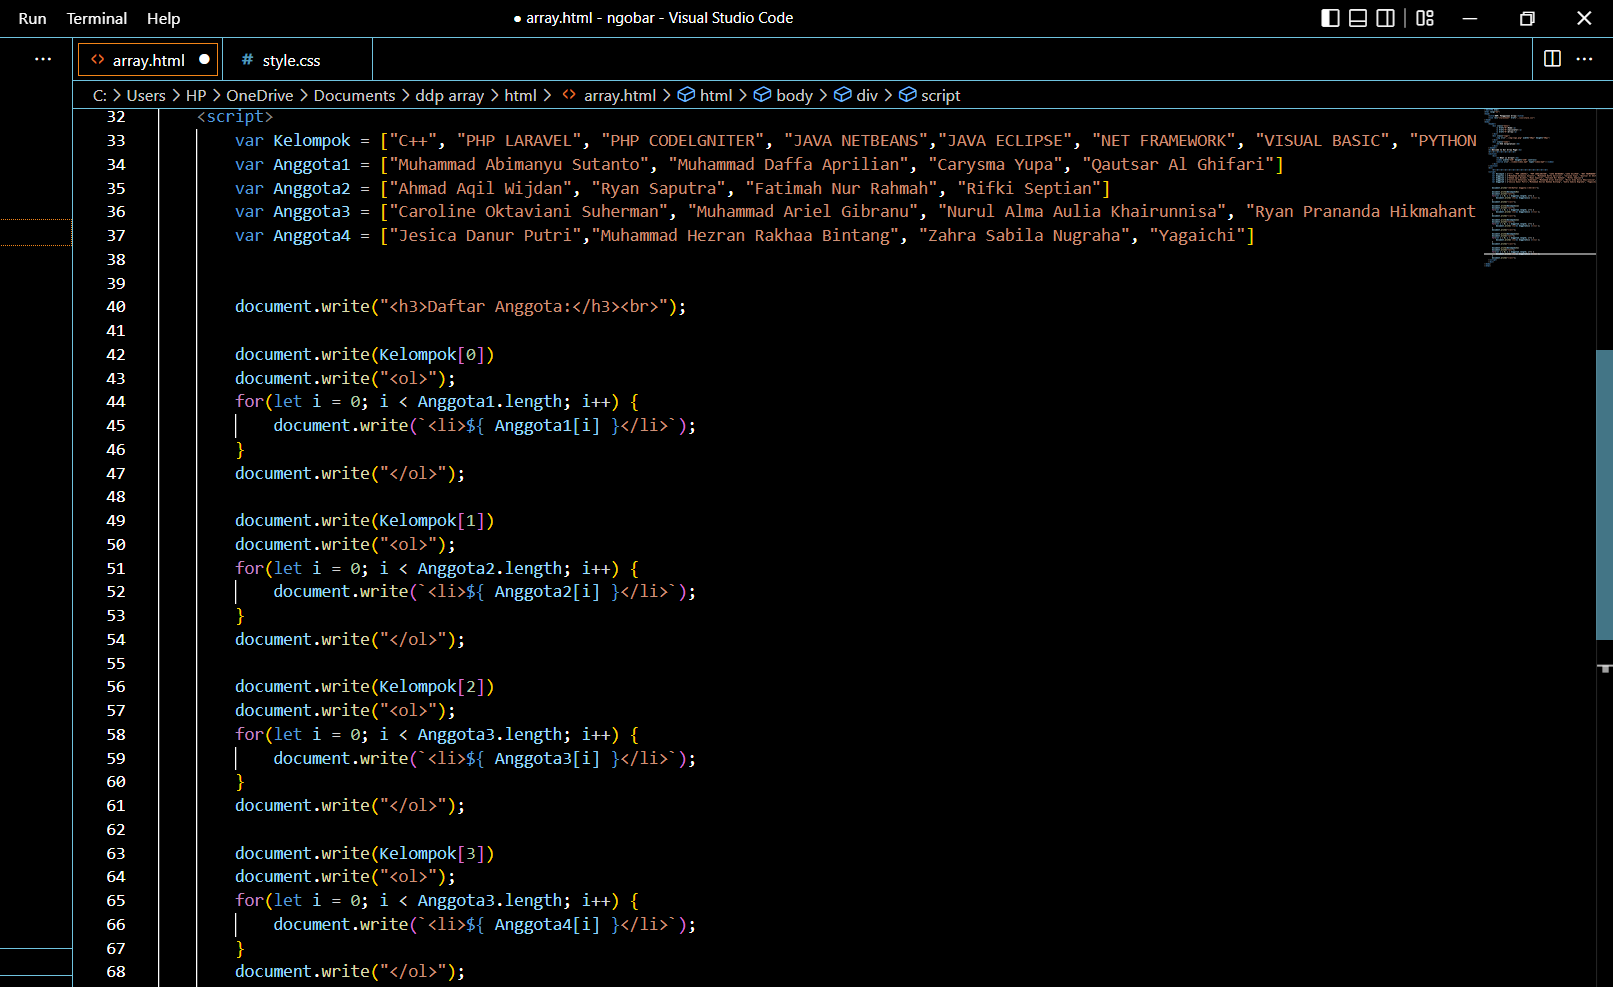 Run Terminal Help ● array.html - ngobar - Visual Studio Code
array.html # style.css
C: > Users > HP > OneDrive > Documents > ddp array > html > array.html > html > body > div > script
32 <script>
33 var Kelompok = ["C++", "PHP LARAVEL", "PHP CODELGNITER", "JAVA NETBEANS","JAVA ECLIPSE", "NET FRAMEWORK", "VISUAL BASIC", "PYTHON
34 var Anggota1 = ["Muhammad Abimanyu Sutanto", "Muhammad Daffa Aprilian", "Carysma Yupa", "Qautsar Al Ghifari"]
35 var Anggota2 = ["Ahmad Aqil Wijdan", "Ryan Saputra", "Fatimah Nur Rahmah", "Rifki Septian"]
36 var Anggota3 = ["Caroline Oktaviani Suherman", "Muhammad Ariel Gibranu", "Nurul Alma Aulia Khairunnisa", "Ryan Prananda Hikmahant
37 var Anggota4 = ["Jesica Danur Putri","Muhammad Hezran Rakhaa Bintang", "Zahra Sabila Nugraha", "Yagaichi"]
38
39
40 document.write("<h3>Daftar Anggota:</h3><br>");
41
42 document.write(Kelompok[0])
43 document.write("<ol>");
44 for(let i = 0; i < Anggota1.length; i++) {
45 document.write(`<li>${ Anggota1[i] }</li>`);
46 }
47 document.write("</ol>");
48
49 document.write(Kelompok[1])
50 document.write("<ol>");
51 for(let i = 0; i < Anggota2.length; i++) {
52 document.write(`<li>${ Anggota2[i] }</li>`);
53 }
54 document.write("</ol>");
55
56 document.write(Kelompok[2])
57 document.write("<ol>");
58 for(let i = 0; i < Anggota3.length; i++) {
59 document.write(`<li>${ Anggota3[i] }</li>`);
60 }
61 document.write("</ol>");
62
63 document.write(Kelompok[3])
64 document.write("<ol>");
65 for(let i = 0; i < Anggota3.length; i++) {
66 document.write(`<li>${ Anggota4[i] }</li>`);
67 }
68 document.write("</ol>");